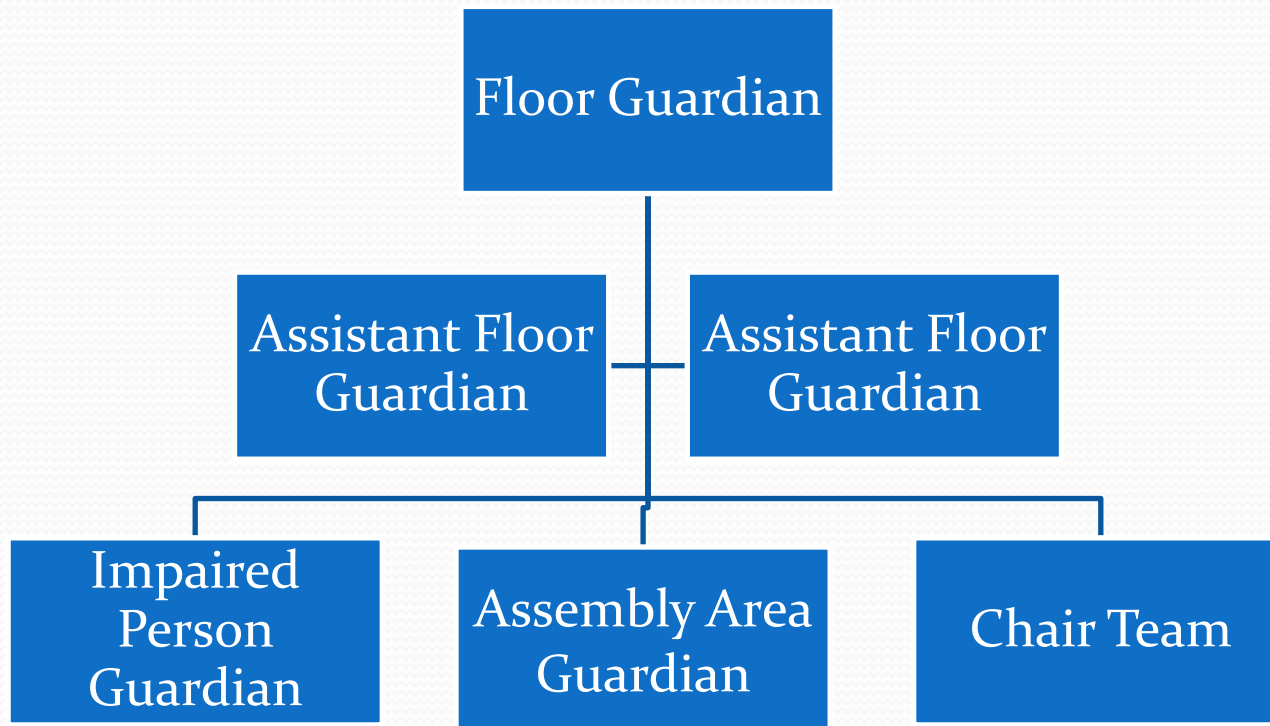 Floor Guardian
Assistant Floor
Guardian
Assistant Floor
Guardian
Impaired
Person
Guardian
Assembly Area
Guardian
Chair Team